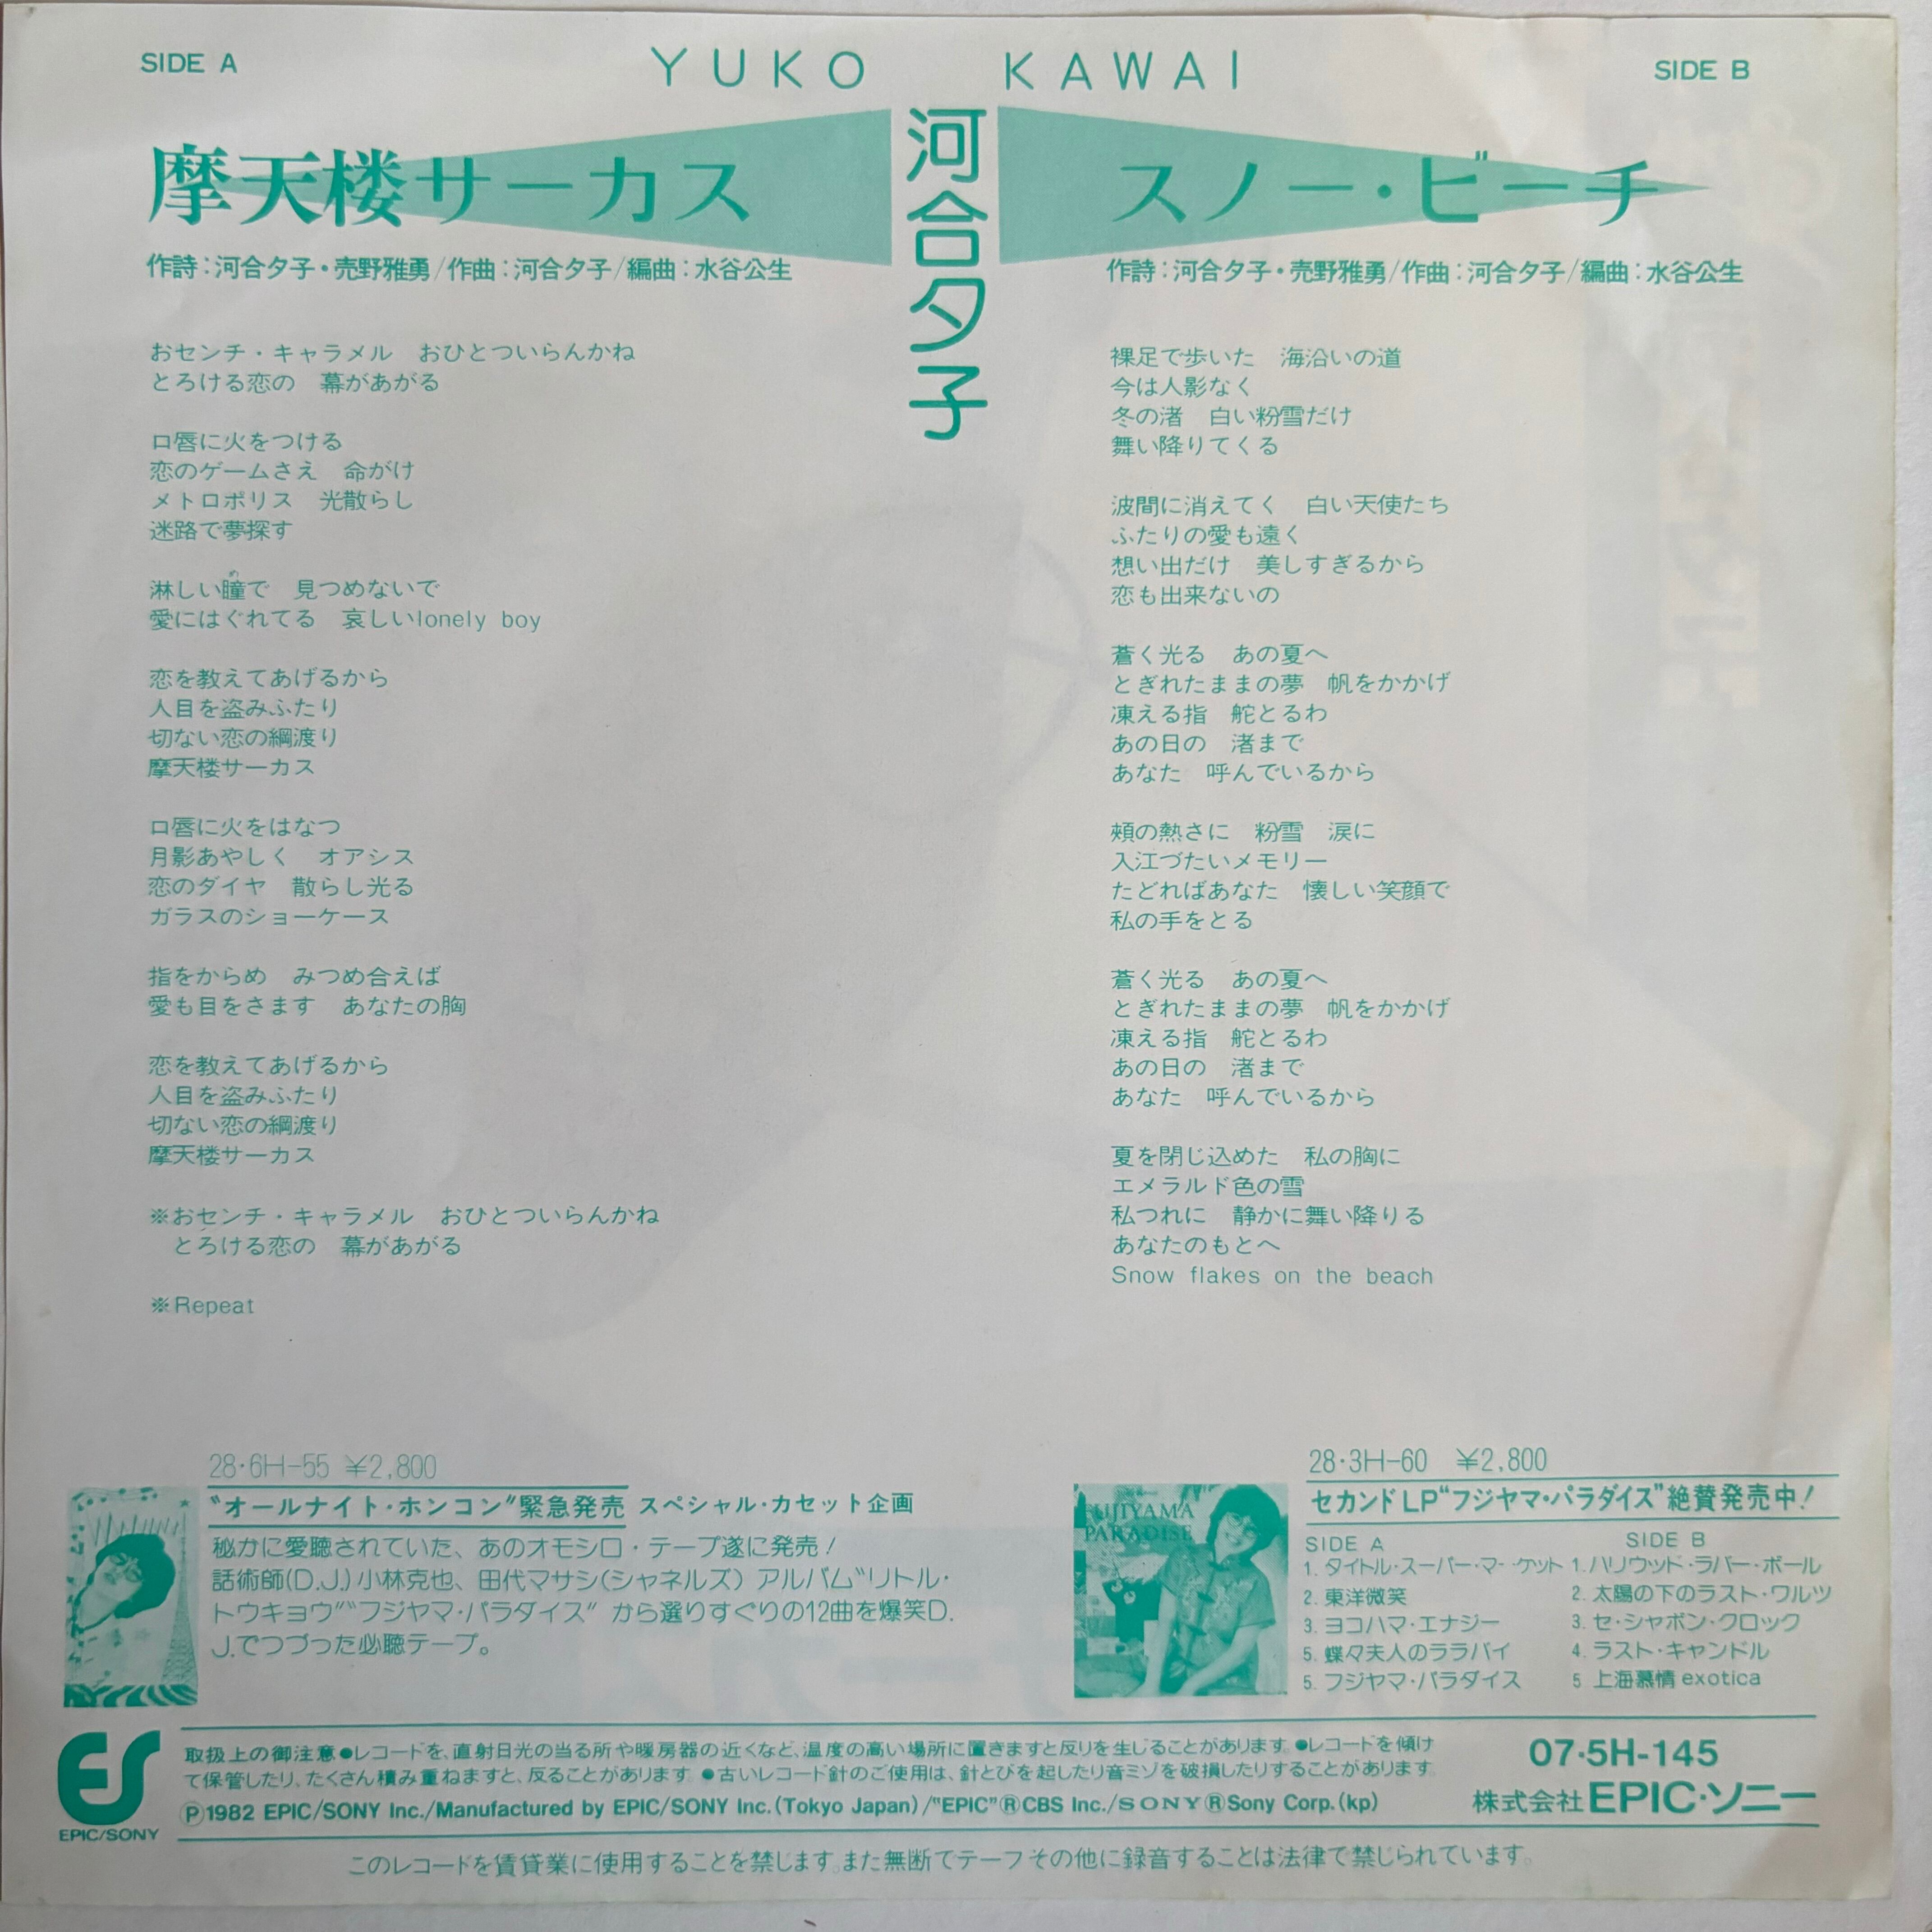 SIDE A
YUKO KAWAI
SIDE B
河合夕子
摩天楼サーカス
作詩:河合夕子・売野雅勇/作曲:河合夕子/編曲:水谷公生
おセンチ・キャラメル　おひとついらんかね
とろける恋の　幕があがる
口唇に火をつける
恋のゲームさえ　命がけ
メトロポリス　光散らし
迷路で夢探す
め
淋しい瞳で　見つめないで
愛にはぐれてる　哀しいlonely boy
恋を教えてあげるから
人目を盗みふたり
切ない恋の綱渡り
摩天楼サーカス
口唇に火をはなつ
月影あやしく　オアシス
恋のダイヤ　散らし光る
ガラスのショーケース
指をからめ　みつめ合えば
愛も目をさます　あなたの胸
恋を教えてあげるから
人目を盗みふたり
切ない恋の綱渡り
摩天楼サーカス
※おセンチ・キャラメル　おひとついらんかね
とろける恋の　幕があがる
※Repeat
スノー・ビーチ
作詩:河合夕子・売野雅勇/作曲:河合夕子/編曲:水谷公生
裸足で歩いた　海沿いの道
今は人影なく
冬の渚　白い粉雪だけ
舞い降りてくる
波間に消えてく　白い天使たち
ふたりの愛も遠く
想い出だけ　美しすぎるから
恋も出来ないの
蒼く光る　あの夏へ
とぎれたままの夢　帆をかかげ
凍える指　舵とるわ
あの日の　渚まで
あなた　呼んでいるから
頰の熱さに　粉雪　涙に
入江づたいメモリー
たどればあなた　懐しい笑顔で
私の手をとる
蒼く光る　あの夏へ
とぎれたままの夢　帆をかかげ
凍える指　舵とるわ
あの日の　渚まで
あなた　呼んでいるから
夏を閉じ込めた　私の胸に
エメラルド色の雪
私つれに　静かに舞い降りる
あなたのもとへ
Snow flakes on the beach
28・6H-55 ¥2,800
"オールナイト・ホンコン"緊急発売 スペシャル・カセット企画
秘かに愛聴されていた、あのオモシロ・テープ遂に発売!
話術師(D.J.)小林克也、田代マサシ(シャネルズ)アルバム"リトル・
トウキョウ""フジヤマ・パラダイス"から選りすぐりの12曲を爆笑D.
J.でつづった必聴テープ。
FUJIYAMA
PARADISE
28・3H-60 ¥2,800
セカンドLP"フジヤマ・パラダイス"絶賛発売中!
SIDE A
1. タイトル・スーパー・マーケット
2. 東洋微笑
3. ヨコハマ・エナジー
5. 蝶々夫人のララバイ
5. フジヤマ・パラダイス
SIDE B
1. ハリウッド・ラバー・ボール
2. 太陽の下のラスト・ワルツ
3. セ・シャボン・クロック
4. ラスト・キャンドル
5 上海慕情exotica
ES
EPIC/SONY
取扱上の御注意●レコードを、直射日光の当る所や暖房器の近くなど、温度の高い場所に置きますと反りを生じることがあります。●レコードを傾け
て保管したり、たくさん積み重ねますと、反ることがあります。●古いレコード針のご使用は、針とびを起したり音ミゾを破損したりすることがあります。
Ⓟ1982 EPIC/SONY Inc./Manufactured by EPIC/SONY Inc.(Tokyo Japan)/"EPIC"®CBS Inc./SONY®Sony Corp.(kp)
07・5H-145
株式会社EPIC・ソニー
このレコードを賃貸業に使用することを禁じます。また無断でテープその他に録音することは法律で禁じられています。